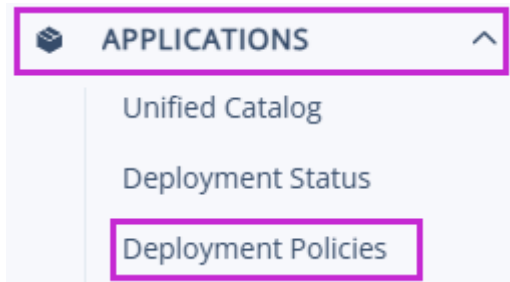 APPLICATIONS
Unified Catalog
Deployment Status
Deployment Policies